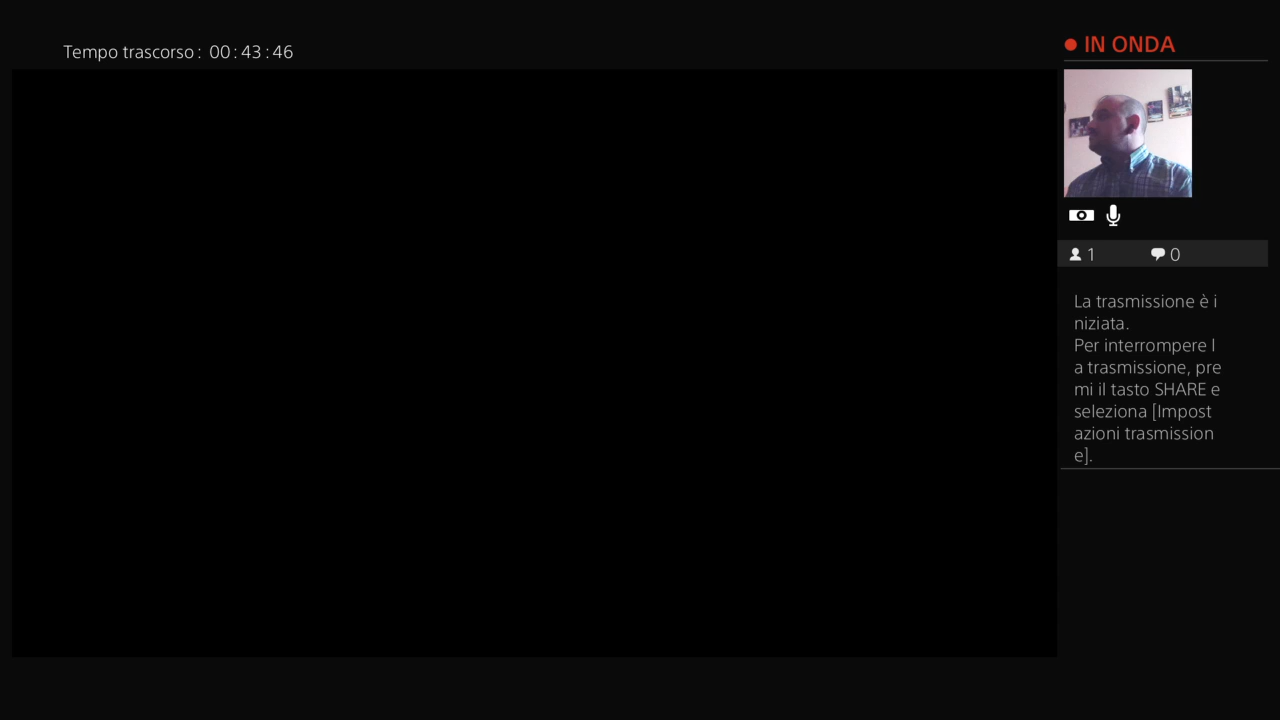 Tempo trascorso : 00 : 43 : 46
IN ONDA
1
0
La trasmissione è i
niziata.
Per interrompere l
a trasmissione, pre
mi il tasto SHARE e
seleziona [Impost
azioni trasmission
e].